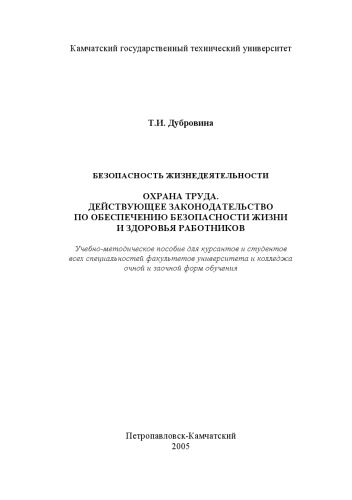 Камчатский государственный технический университет
Т.И. Дубровина
БЕЗОПАСНОСТЬ ЖИЗНЕДЕЯТЕЛЬНОСТИ
ОХРАНА ТРУДА.
ДЕЙСТВУЮЩЕЕ ЗАКОНОДАТЕЛЬСТВО
ПО ОБЕСПЕЧЕНИЮ БЕЗОПАСНОСТИ ЖИЗНИ
И ЗДОРОВЬЯ РАБОТНИКОВ
Учебно-методическое пособие для курсантов и студентов
всех специальностей факультетов университета и колледжа
очной и заочной форм обучения
Петропавловск-Камчатский
2005